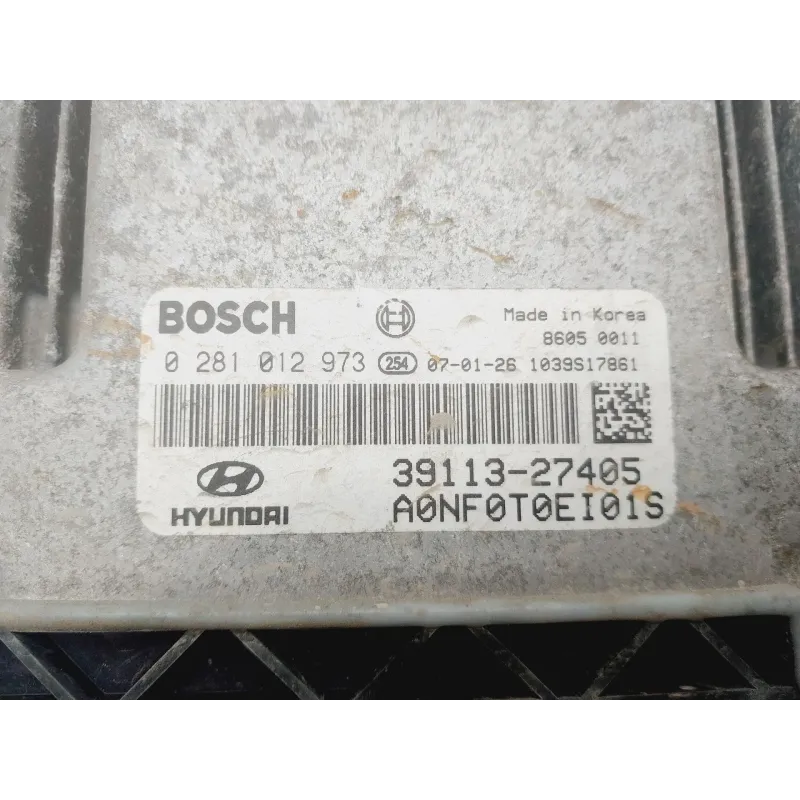 BOSCH
Made in Korea
8605 0011
0 281 012 973 254 07-01-26 1039S17861
39113-27405
HYUNDAI
A0NF0T0EI01S